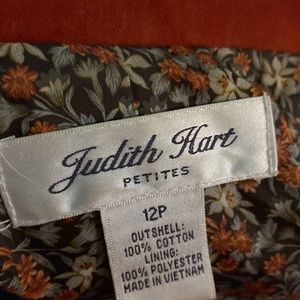 Judith Hart
PETITES
12P
OUTSHELL:
100% COTTON
LINING:
100% POLYESTER
MADE IN VIETNAM